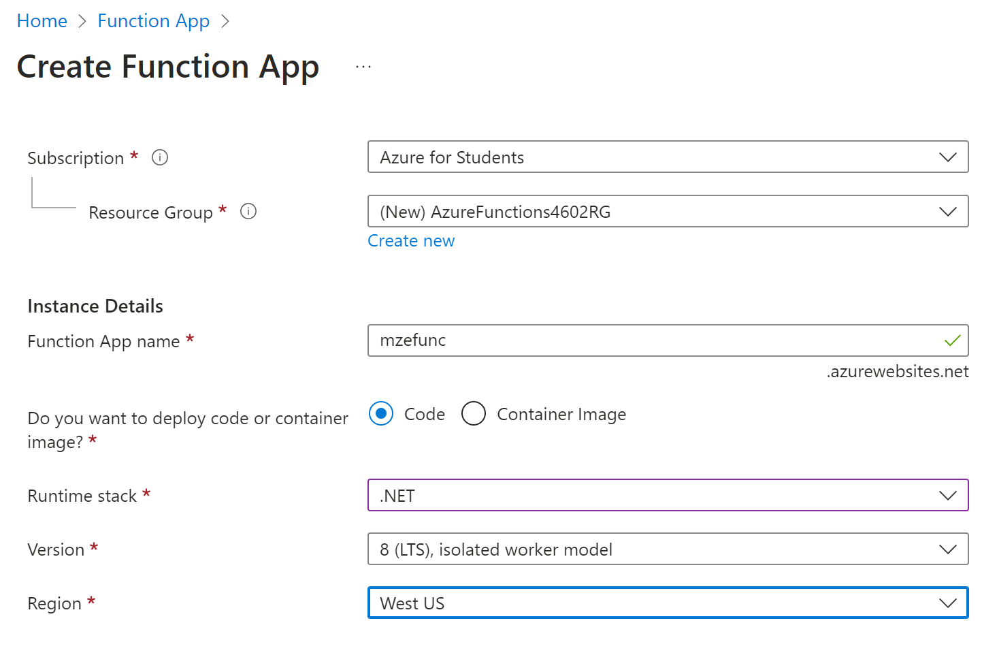 Home > Function App >
Create Function App ...
Subscription * Azure for Students
Resource Group * (New) AzureFunctions4602RG
Create new
Instance Details
Function App name * mzefunc
.azurewebsites.net
Do you want to deploy code or container image? * Code Container Image
Runtime stack * .NET
Version * 8 (LTS), isolated worker model
Region * West US